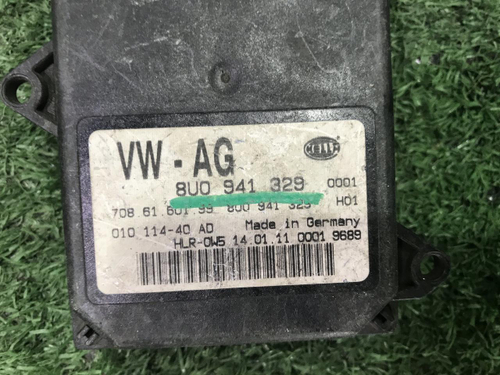 VW - AG
HELLA
8U0 941 329 0001
708 61 601 99 8U0 941 329 H01
010 114-40 AD Made in Germany
HLR-0W5 14.01.11 0001 9689